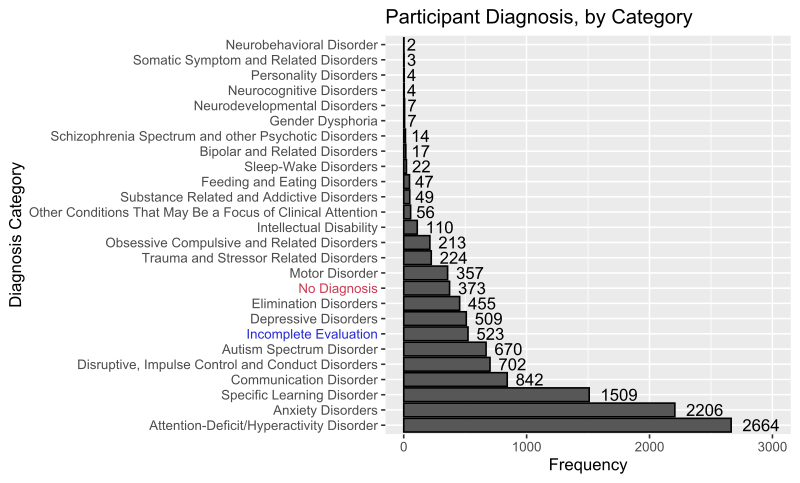 Participant Diagnosis, by Category
Diagnosis Category
Neurobehavioral Disorder 2
Somatic Symptom and Related Disorders 3
Personality Disorders 4
Neurocognitive Disorders 4
Neurodevelopmental Disorders 7
Gender Dysphoria 7
Schizophrenia Spectrum and other Psychotic Disorders 14
Bipolar and Related Disorders 17
Sleep-Wake Disorders 22
Feeding and Eating Disorders 47
Substance Related and Addictive Disorders 49
Other Conditions That May Be a Focus of Clinical Attention 56
Intellectual Disability 110
Obsessive Compulsive and Related Disorders 213
Trauma and Stressor Related Disorders 224
Motor Disorder 357
No Diagnosis 373
Elimination Disorders 455
Depressive Disorders 509
Incomplete Evaluation 523
Autism Spectrum Disorder 670
Disruptive, Impulse Control and Conduct Disorders 702
Communication Disorder 842
Specific Learning Disorder 1509
Anxiety Disorders 2206
Attention-Deficit/Hyperactivity Disorder 2664
0 1000 2000 3000
Frequency